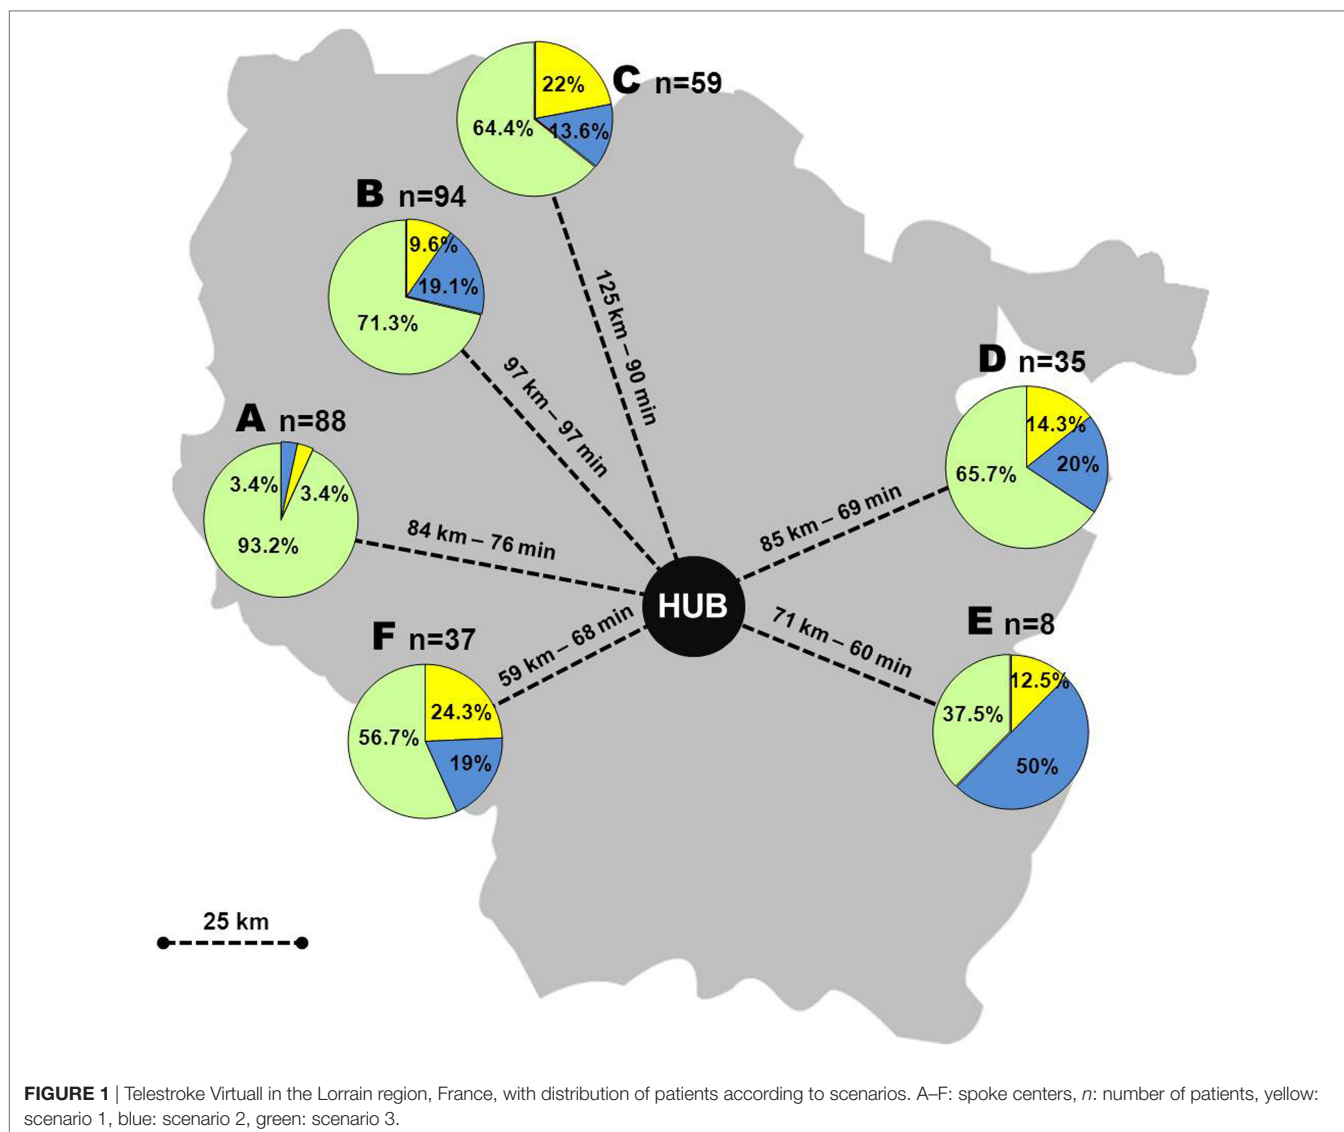 C n=59
22%
13.6%
64.4%
B n=94
9.6%
19.1%
71.3%
125 km – 90 min
97 km – 97 min
D n=35
14.3%
20%
65.7%
A n=88
3.4%
3.4%
93.2%
84 km – 76 min
85 km – 69 min
HUB
F n=37
24.3%
19%
56.7%
59 km – 68 min
71 km – 60 min
E n=8
12.5%
50%
37.5%
25 km
FIGURE 1 | Telestroke Virtuall in the Lorrain region, France, with distribution of patients according to scenarios. A–F: spoke centers, n: number of patients, yellow:
scenario 1, blue: scenario 2, green: scenario 3.